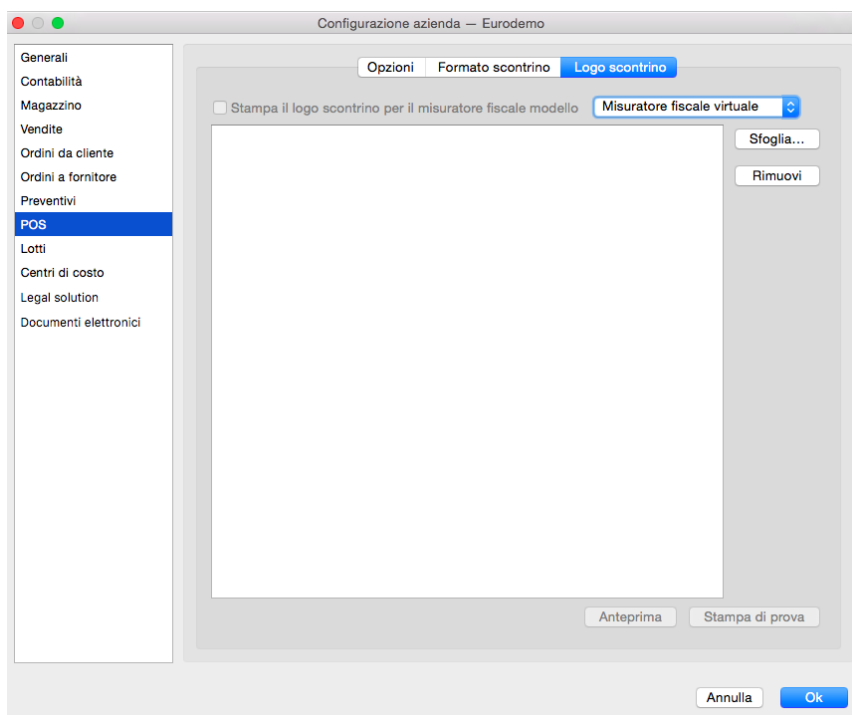 Configurazione azienda — Eurodemo
Generali
Contabilità
Magazzino
Vendite
Ordini da cliente
Ordini a fornitore
Preventivi
POS
Lotti
Centri di costo
Legal solution
Documenti elettronici
Opzioni Formato scontrino Logo scontrino
Stampa il logo scontrino per il misuratore fiscale modello Misuratore fiscale virtuale
Sfoglia...
Rimuovi
Anteprima Stampa di prova
Annulla Ok